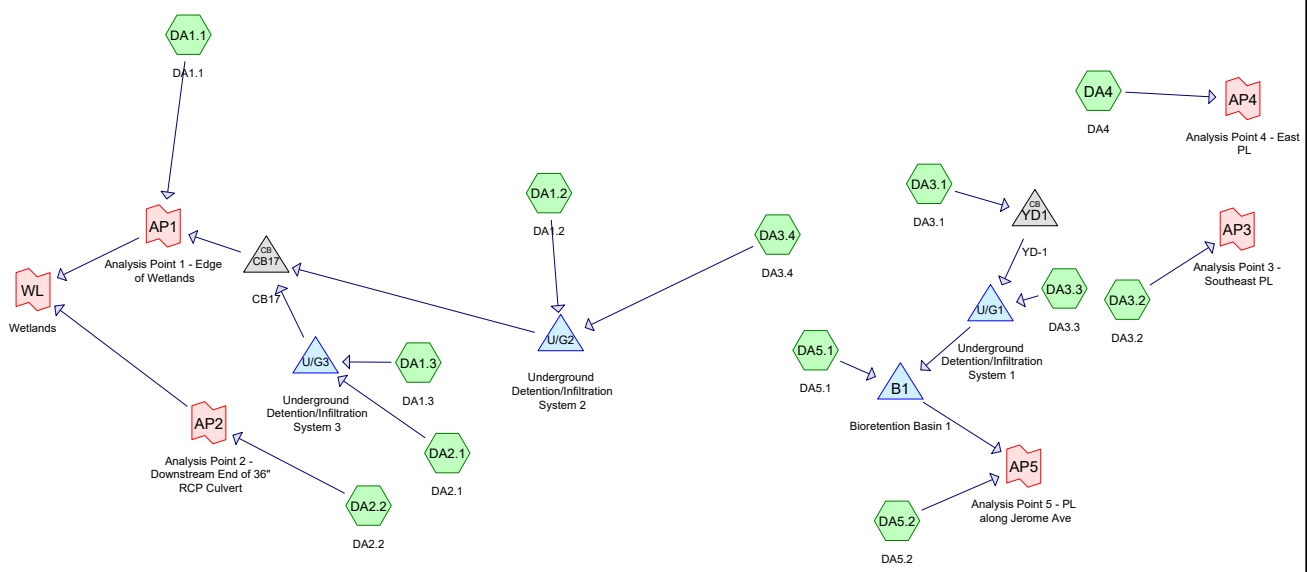 DA1.1
DA1.1
DA4
DA4
AP4
Analysis Point 4 - East
PL
DA1.2
DA1.2
DA3.1
DA3.1
CB
YD1
YD-1
AP1
Analysis Point 1 - Edge
of Wetlands
CB
CB17
CB17
DA3.4
DA3.4
AP3
Analysis Point 3 -
Southeast PL
WL
Wetlands
U/G1
Underground
Detention/Infiltration
System 1
DA3.3
DA3.3
DA3.2
DA3.2
U/G2
Underground
Detention/Infiltration
System 2
U/G3
Underground
Detention/Infiltration
System 3
DA1.3
DA1.3
DA5.1
DA5.1
B1
Bioretention Basin 1
AP2
Analysis Point 2 -
Downstream End of 36"
RCP Culvert
DA2.1
DA2.1
AP5
Analysis Point 5 - PL
along Jerome Ave
DA2.2
DA2.2
DA5.2
DA5.2